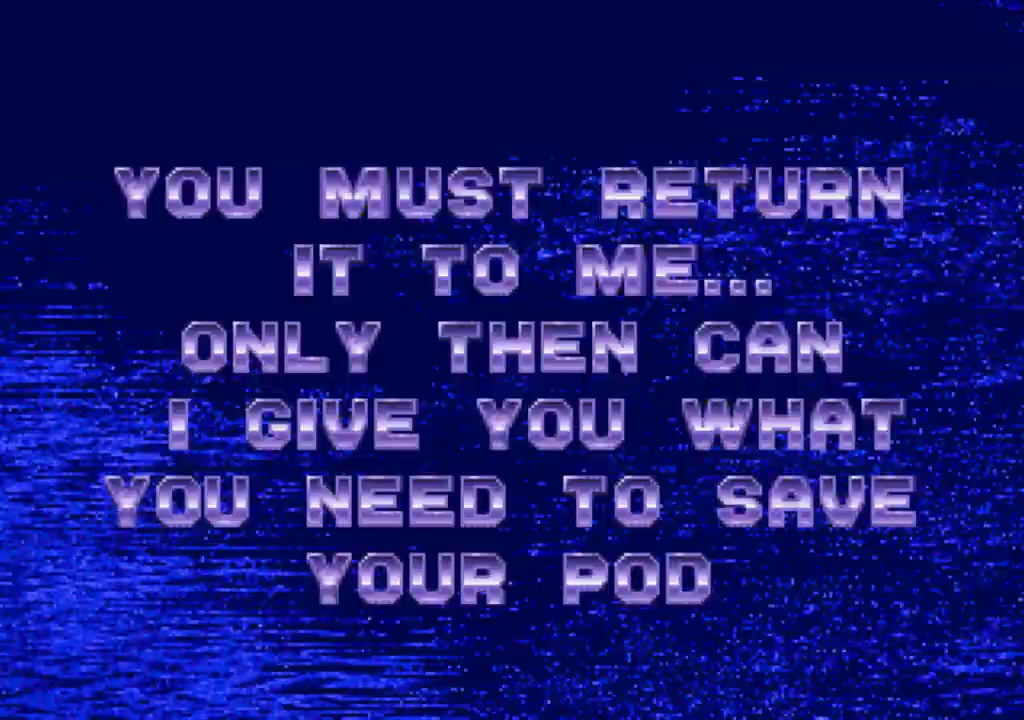 YOU MUST RETURN
IT TO ME...
ONLY THEN CAN
I GIVE YOU WHAT
YOU NEED TO SAVE
YOUR POD